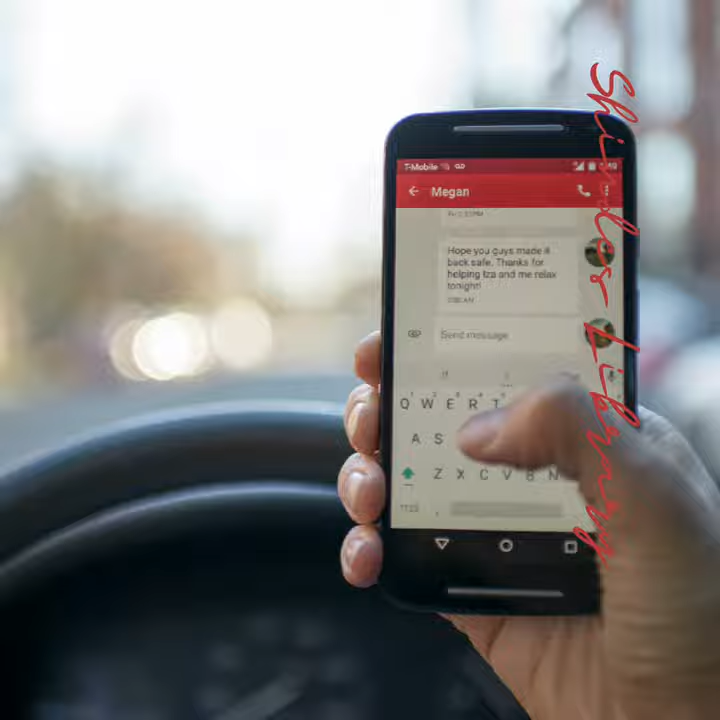 T-Mobile
Megan
Hope you guys made it
back safe. Thanks for
helping Iza and me relax
tonight!
Send message
Q W E R T
A S
Z X C V B N
Shindler Library